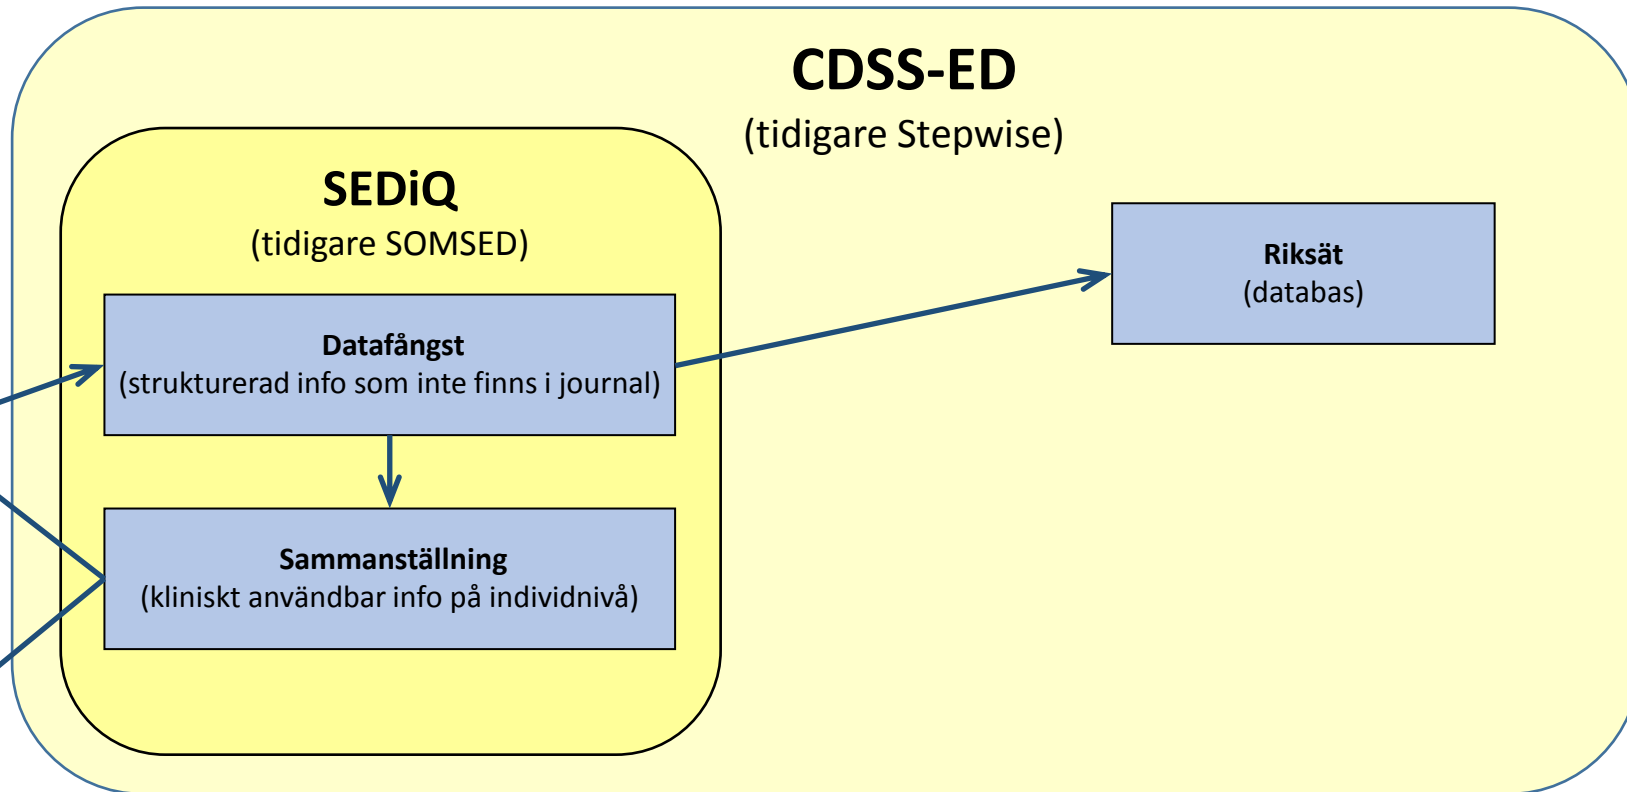 CDSS-ED
(tidigare Stepwise)
SEDiQ
(tidigare SOMSED)
Datafångst
(strukturerad info som inte finns i journal)
Sammanställning
(kliniskt användbar info på individnivå)
Riksät
(databas)